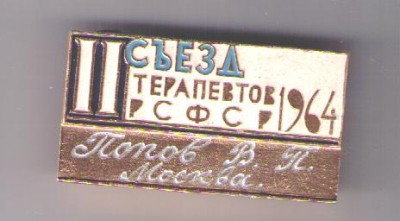 II СЪЕЗД
ТЕРАПЕВТОВ
РСФСР 1964
Попов В. П.
Москва.